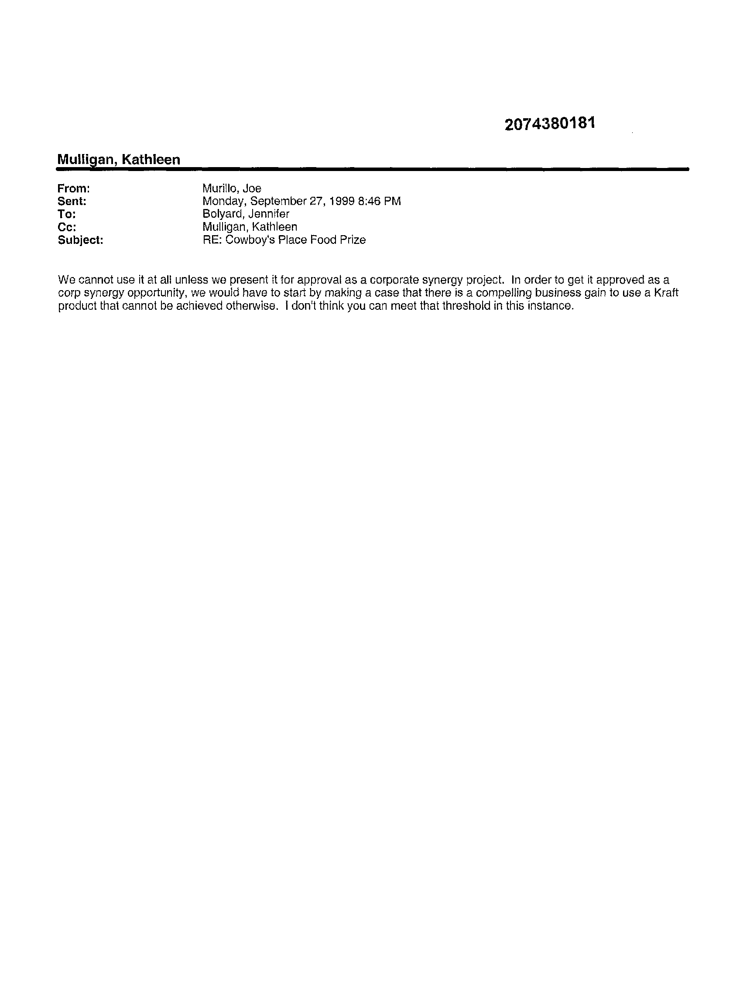 2074380181
Mulligan, Kathleen
From: Murillo, Joe
Sent: Monday, September 27, 1999 8:46 PM
To: Bolyard, Jennifer
Cc: Mulligan, Kathleen
Subject: RE: Cowboy's Place Food Prize
We cannot use it at all unless we present it for approval as a corporate synergy project. In order to get it approved as a
corp synergy opportunity, we would have to start by making a case that there is a compelling business gain to use a Kraft
product that cannot be achieved otherwise. I don't think you can meet that threshold in this instance.